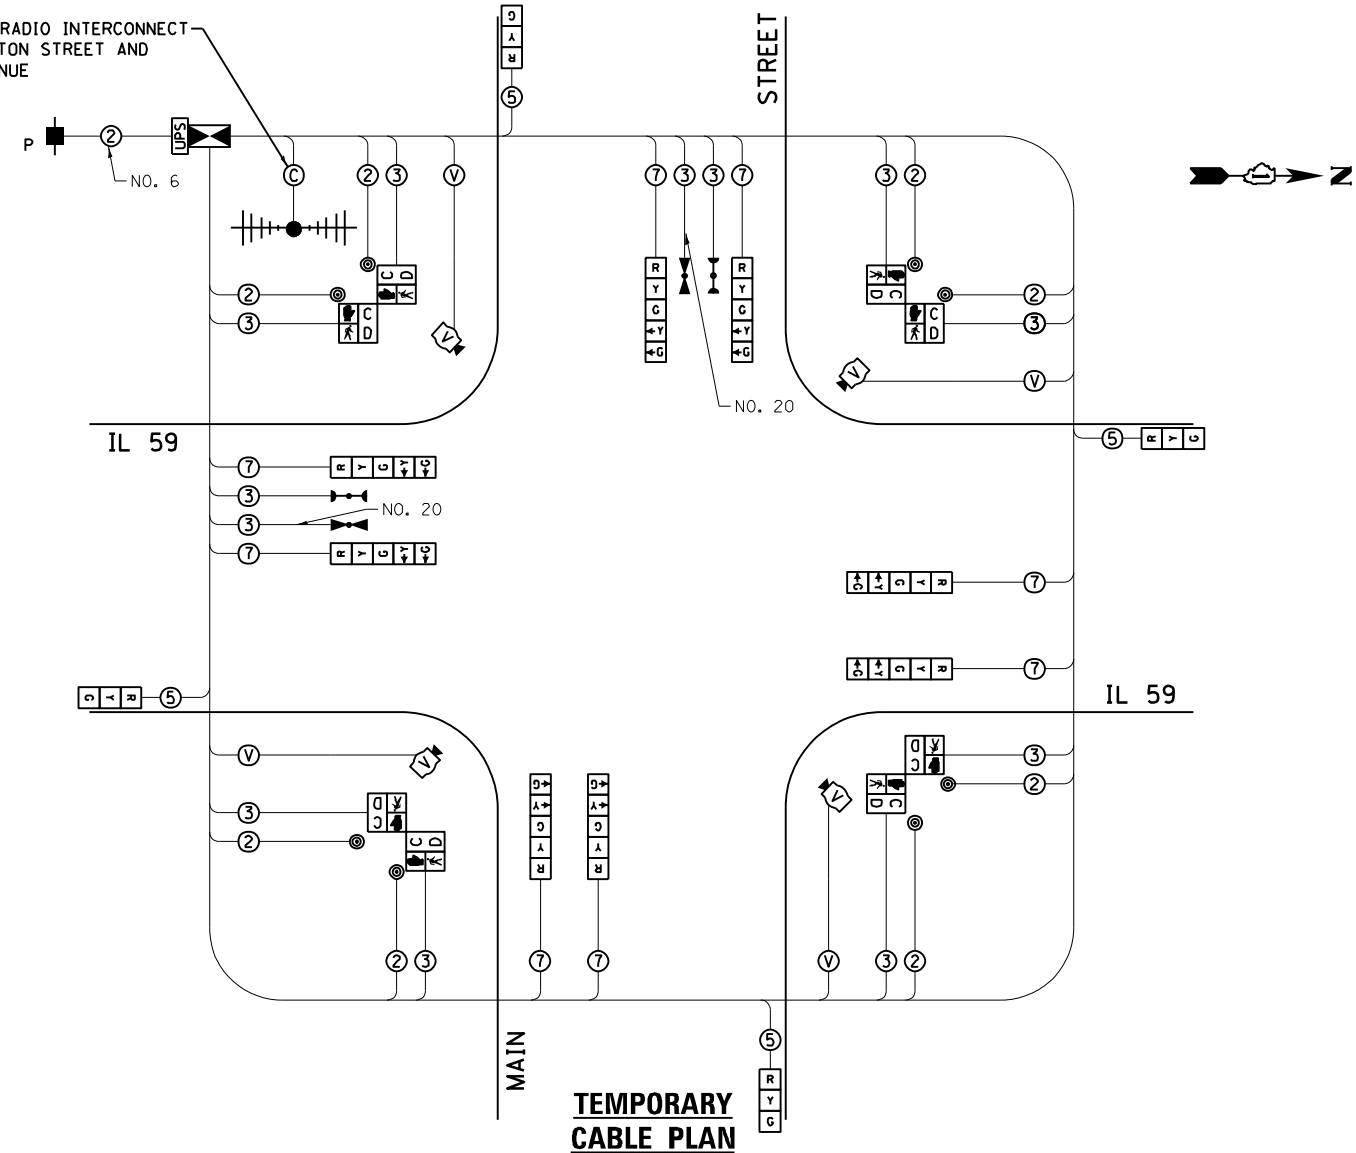 RADIO INTERCONNECT
TON STREET AND
NUE
G Y R
5
STREET
P
2
UPS
NO. 6
C
2
3
V
7
3
3
7
3
2
N
2
3
C D
C D
V
R Y G Y G
R Y G Y G
NO. 20
C D
C D
2
3
V
V
V
IL 59
5
R Y G
7
R Y G Y G
3
3
NO. 20
7
R Y G Y G
G Y G Y R
7
G Y G Y R
7
G Y R
5
IL 59
V
V
3
2
C D
C D
G Y G Y R
G Y G Y R
V
C D
C D
3
2
2
3
7
7
V
3
2
MAIN
5
R
Y
G
TEMPORARY
CABLE PLAN